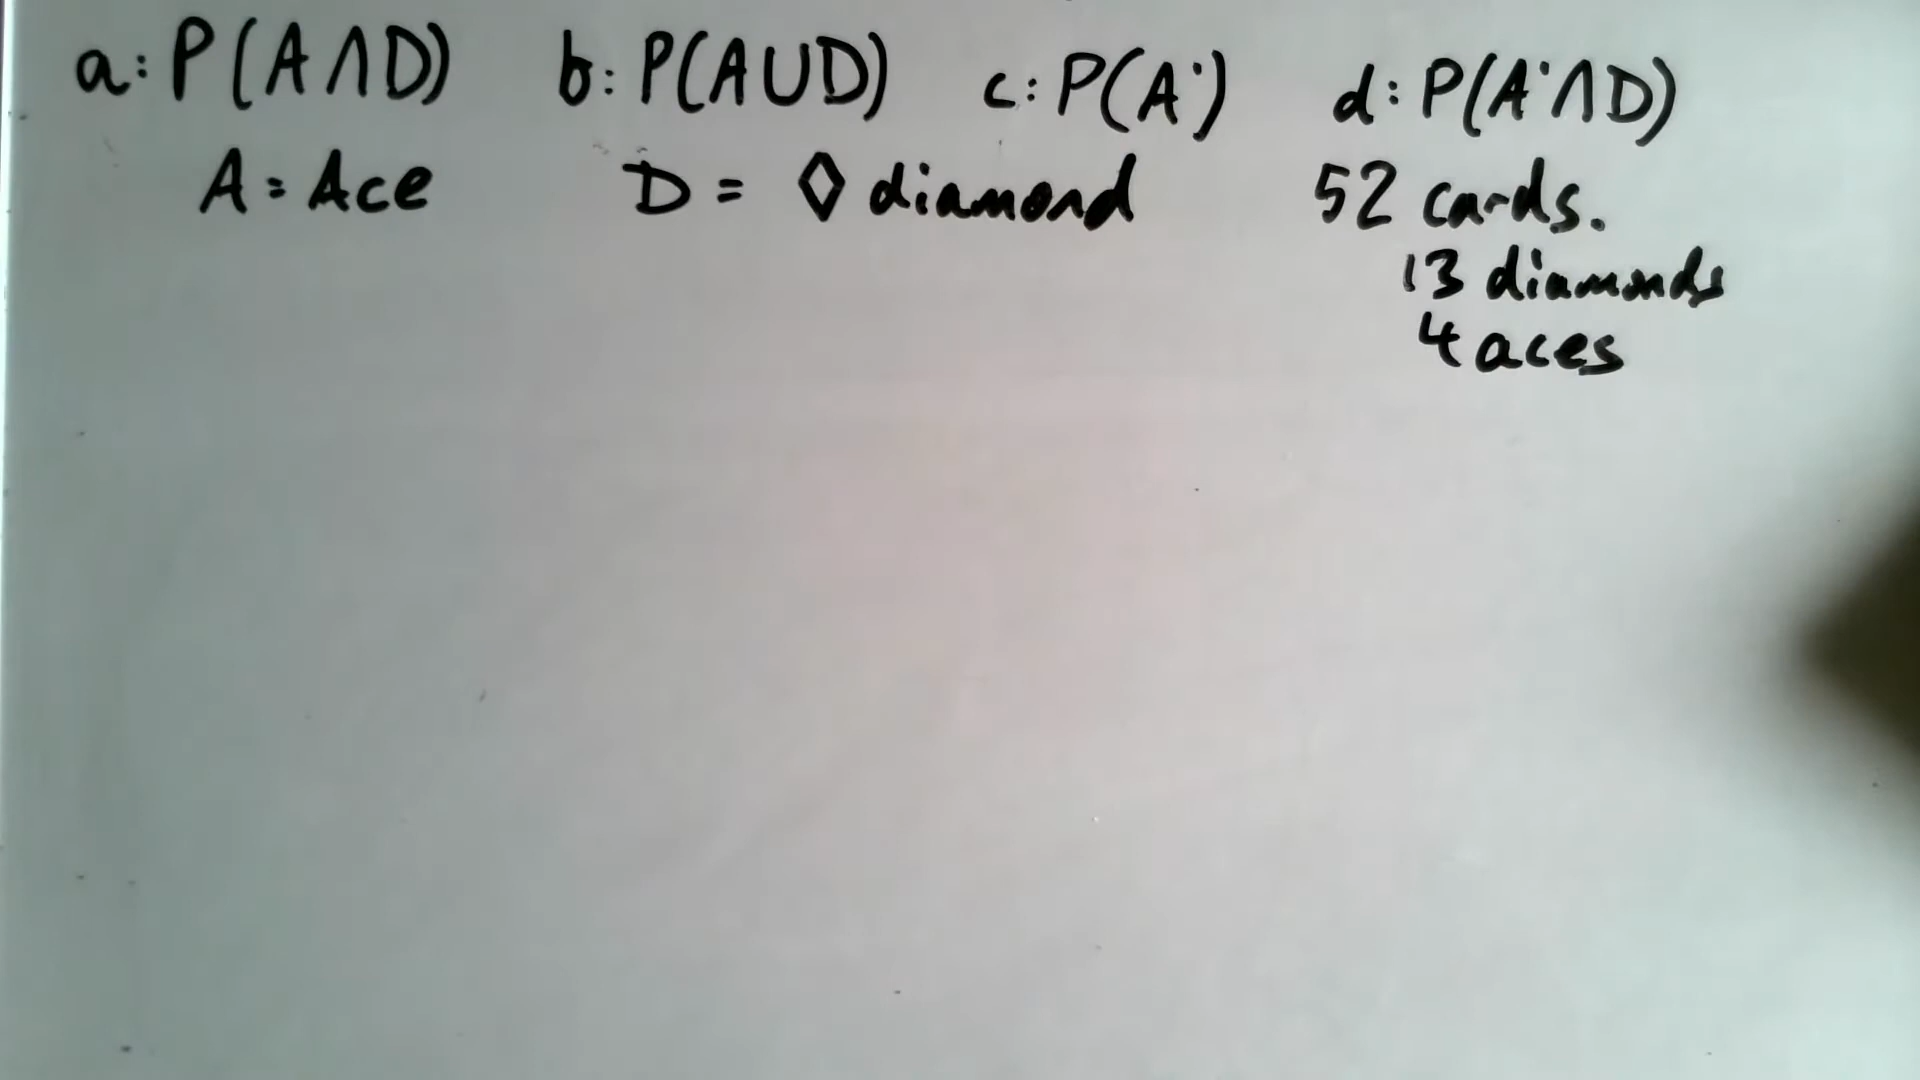 a: P(A∩D) b: P(A∪D) c: P(A') d: P(A'∩D)
A = Ace D = ◊ diamond 52 cards.
13 diamonds
4 aces